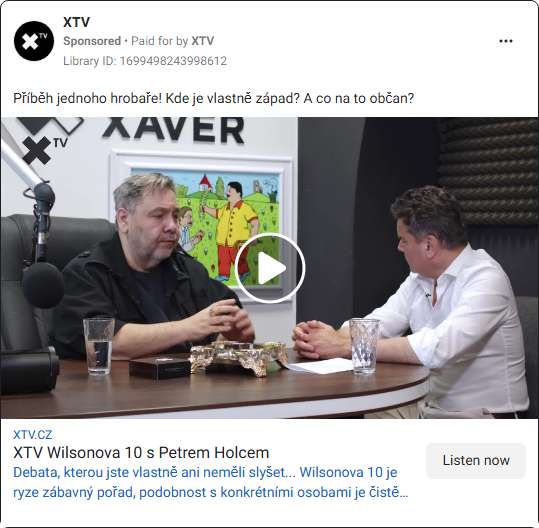 XTV
Sponsored • Paid for by XTV
Library ID: 1699498243998612
Příběh jednoho hrobaře! Kde je vlastně západ? A co na to občan?
XAVER
XTV
XTV.CZ
XTV Wilsonova 10 s Petrem Holcem
Debata, kterou jste vlastně ani neměli slyšet... Wilsonova 10 je
ryze zábavný pořad, podobnost s konkrétními osobami je čistě…
Listen now